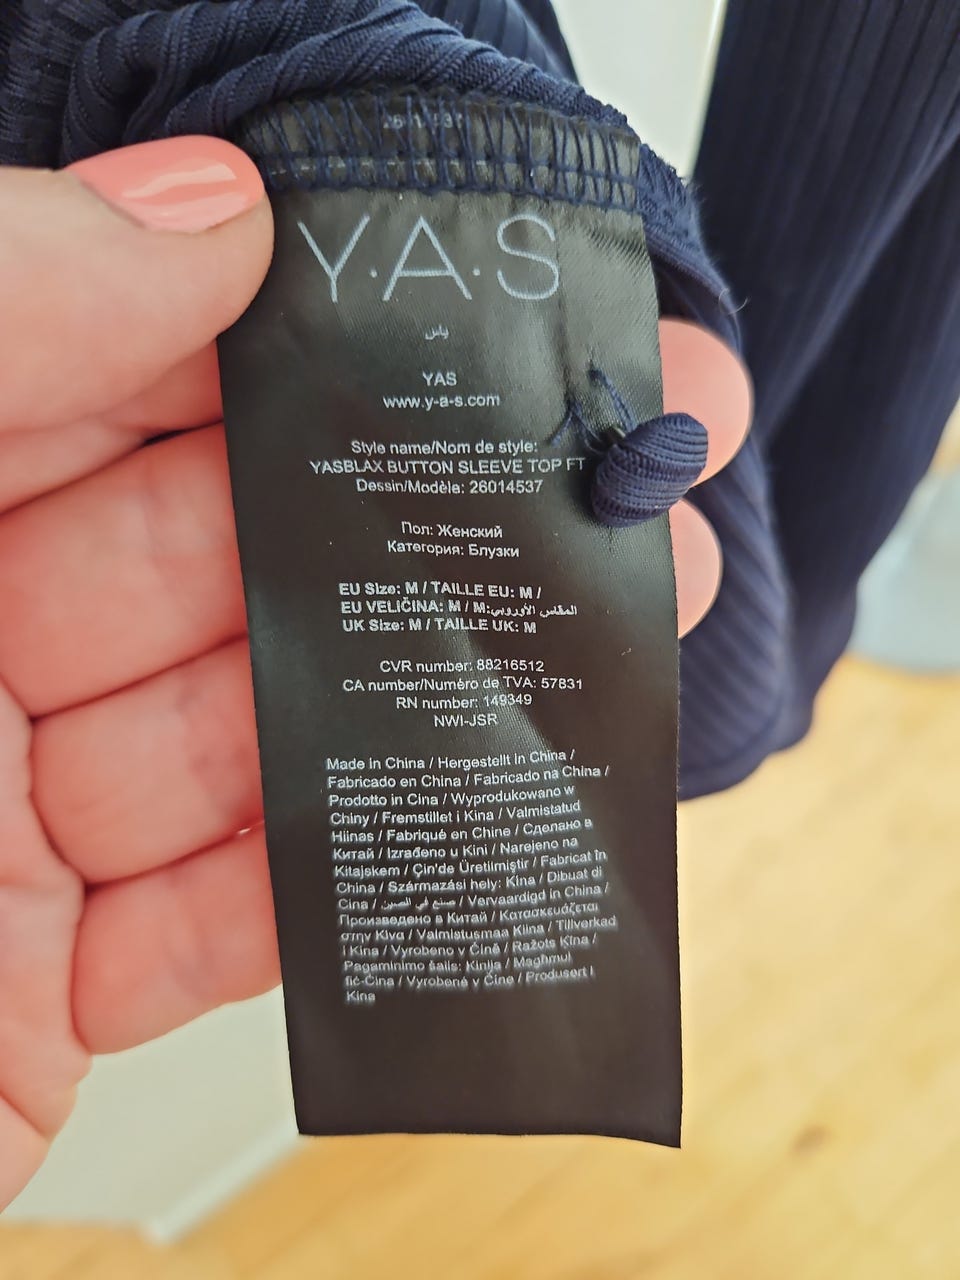 Y.A.S
ياس
YAS
www.y-a-s.com
Style name/Nom de style:
YASBLAX BUTTON SLEEVE TOP FT
Dessin/Modèle: 26014537
Пол: Женский
Категория: Блузки
EU Size: M / TAILLE EU: M /
EU VELIČINA: M / M:المقاس الأوروبي
UK Size: M / TAILLE UK: M
CVR number: 88216512
CA number/Numéro de TVA: 57831
RN number: 149349
NWI-JSR
Made in China / Hergestellt in China /
Fabricado en China / Fabricado na China /
Prodotto in Cina / Wyprodukowano w
Chiny / Fremstillet i Kina / Valmistatud
Hiinas / Fabriqué en Chine / Сделано в
Китай / Izrađeno u Kini / Narejeno na
Kitajskem / Çin'de Üretilmiştir / Fabricat în
China / Származási hely: Kína / Dibuat di
Cina / صنع في الصين / Vervaardigd in China /
Произведено в Китай / Κατασκευάζεται
στην Κίνα / Valmistusmaa Kiina / Tillverkad
i Kina / Vyrobeno v Číně / Ražots Ķīna /
Pagaminimo šalis: Kinija / Magħmul
fiċ-Ċina / Vyrobené v Číne / Produsert i
Kina